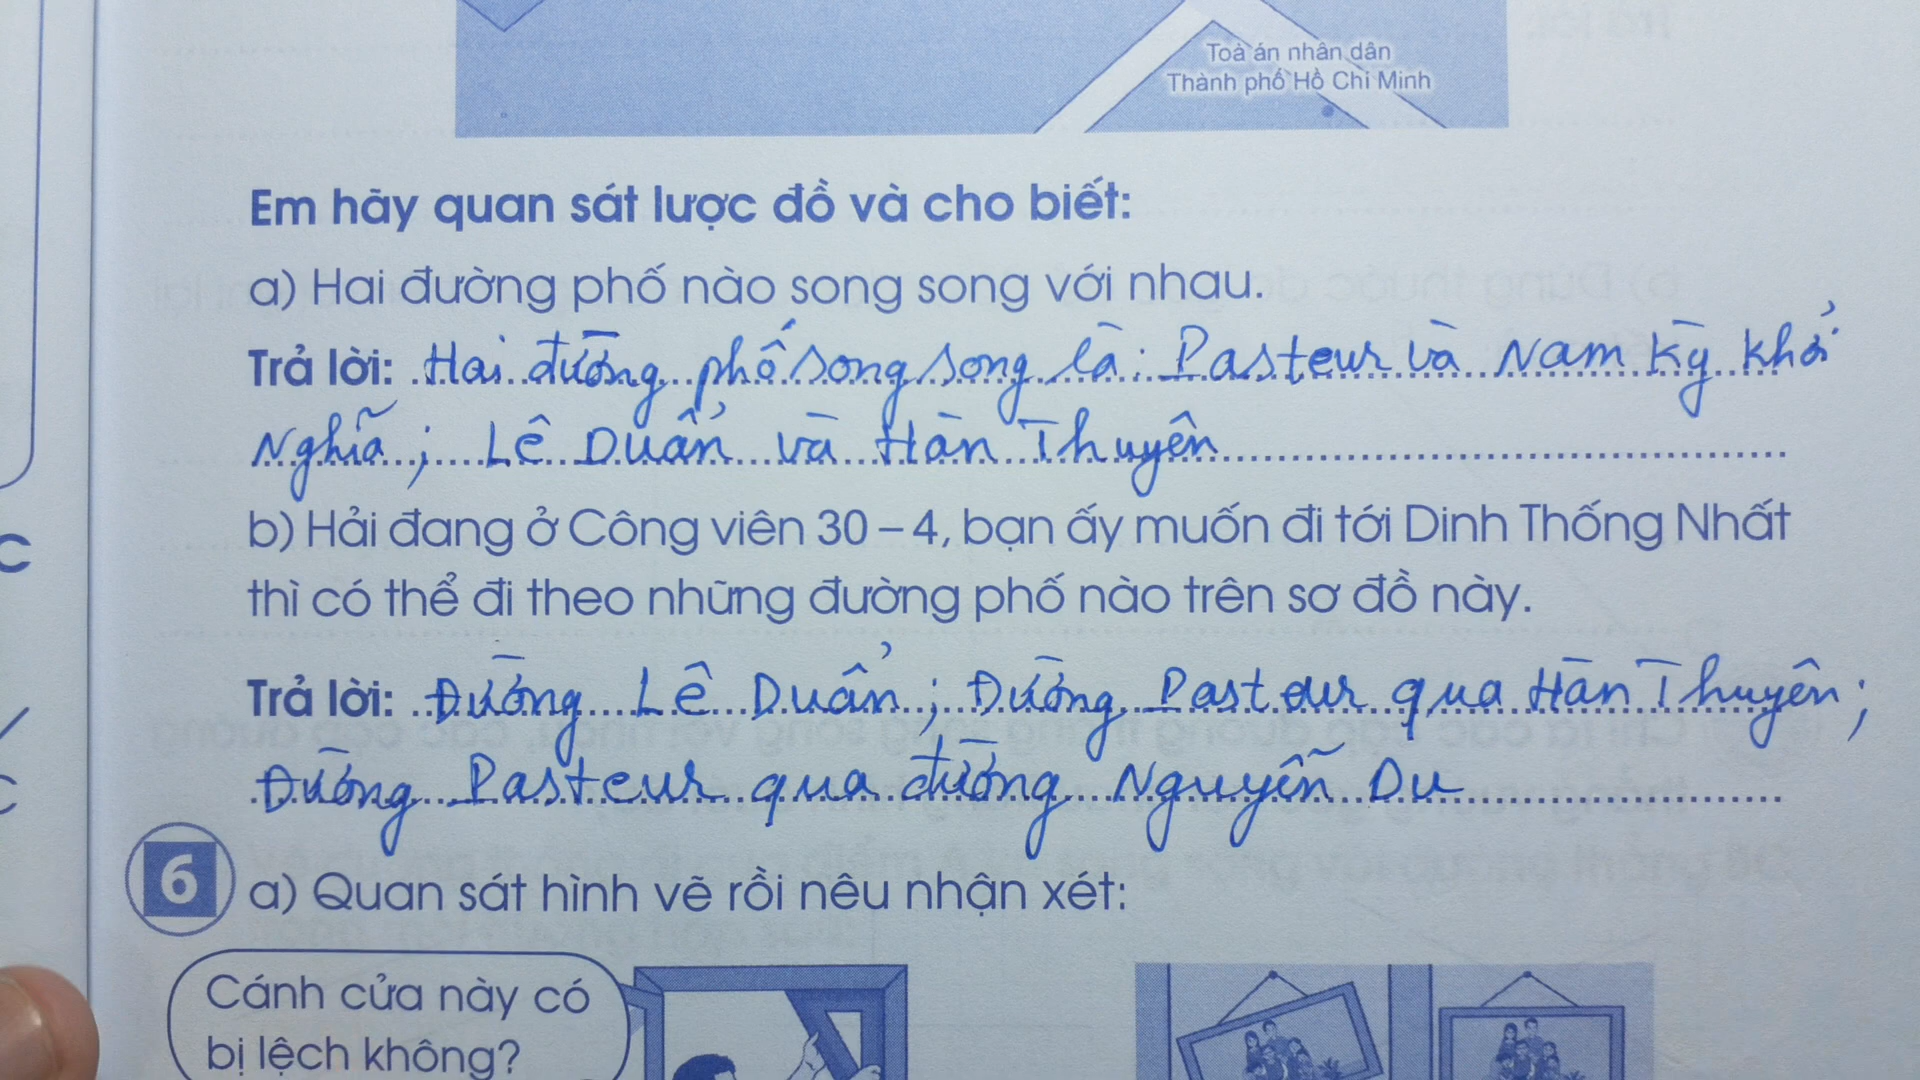 Toà án nhân dân
Thành phố Hồ Chí Minh
Em hãy quan sát lược đồ và cho biết:
a) Hai đường phố nào song song với nhau.
Trả lời: Hai đường phố song song là: Pasteur và Nam Kỳ khởi
Nghĩa; Lê Duẩn và Hàn Thuyên
b) Hải đang ở Công viên 30 – 4, bạn ấy muốn đi tới Dinh Thống Nhất
thì có thể đi theo những đường phố nào trên sơ đồ này.
Trả lời: Đường Lê Duẩn; Đường Pasteur qua Hàn Thuyên;
Đường Pasteur qua đường Nguyễn Du
6 a) Quan sát hình vẽ rồi nêu nhận xét:
Cánh cửa này có
bị lệch không?